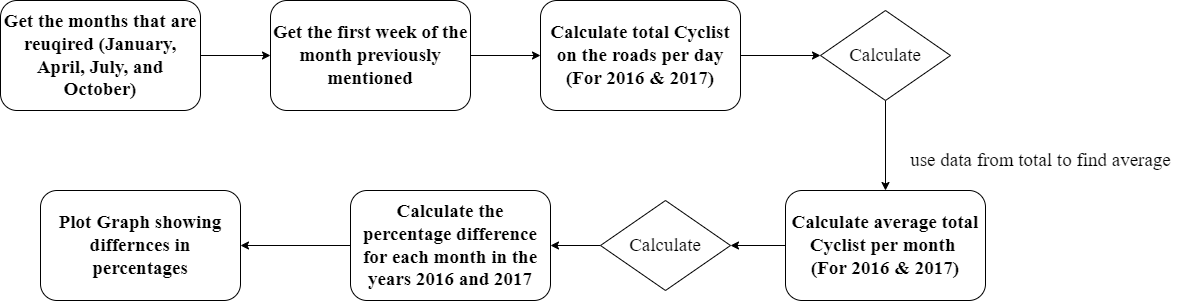 Get the months that are
reuqired (January,
April, July, and
October)
Get the first week of the
month previously
mentioned
Calculate total Cyclist
on the roads per day
(For 2016 & 2017)
Calculate
use data from total to find average
Calculate average total
Cyclist per month
(For 2016 & 2017)
Calculate
Calculate the
percentage difference
for each month in the
years 2016 and 2017
Plot Graph showing
differnces in
percentages